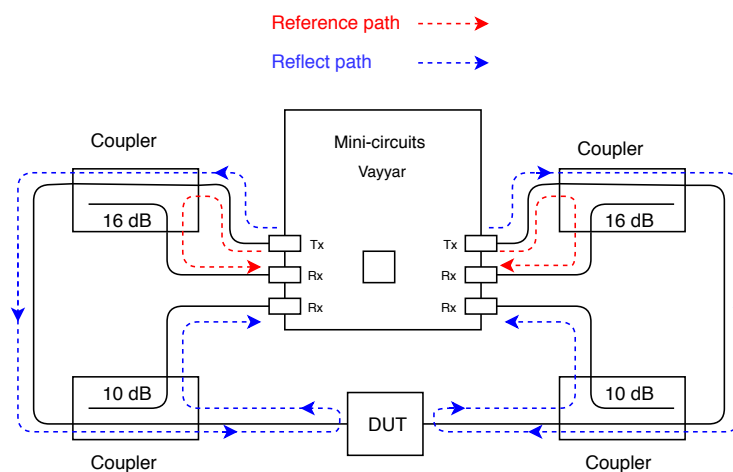 Reference path
Reflect path
Mini-circuits
Vayyar
Coupler
Coupler
16 dB
16 dB
Tx
Tx
Rx
Rx
Rx
Rx
10 dB
10 dB
DUT
Coupler
Coupler